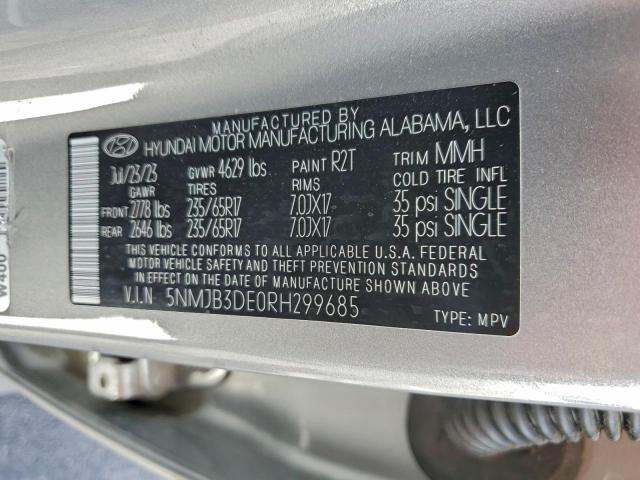 MANUFACTURED BY
HYUNDAI MOTOR MANUFACTURING ALABAMA, LLC
Jul/23/23 GVWR 4629 lbs PAINT R2T TRIM MMH
GAWR TIRES RIMS COLD TIRE INFL
FRONT 2778 lbs 235/65R17 7.0JX17 35 psi SINGLE
REAR 2646 lbs 235/65R17 7.0JX17 35 psi SINGLE
THIS VEHICLE CONFORMS TO ALL APPLICABLE U.S.A. FEDERAL
MOTOR VEHICLE SAFETY AND THEFT PREVENTION STANDARDS
IN EFFECT ON THE DATE OF MANUFACTURE SHOWN ABOVE
V.I.N 5NMJB3DE0RH299685
TYPE: MPV
W400